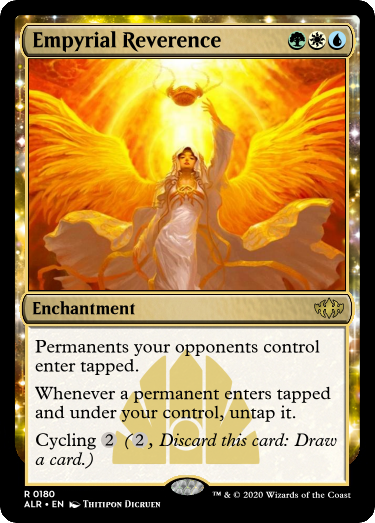 Empyrial Reverence
Enchantment
Permanents your opponents control
enter tapped.
Whenever a permanent enters tapped
and under your control, untap it.
Cycling 2 (2, Discard this card: Draw
a card.)
R 0180
ALR • EN Thitipon Dicruen
™ & © 2020 Wizards of the Coast